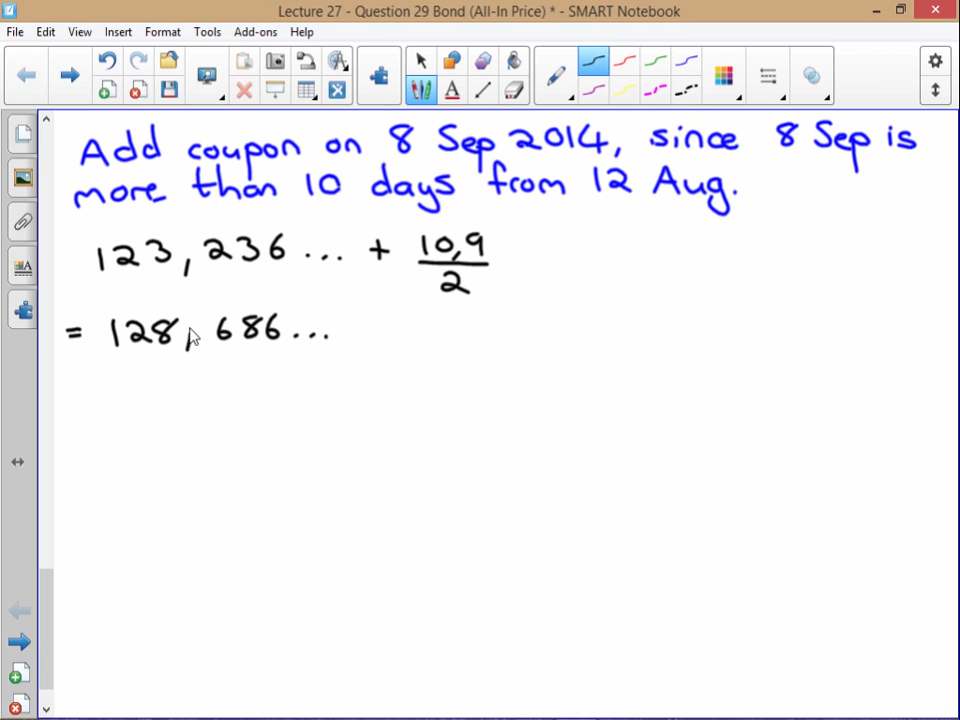 Lecture 27 - Question 29 Bond (All-In Price) * - SMART Notebook
File Edit View Insert Format Tools Add-ons Help
Add coupon on 8 Sep 2014, since 8 Sep is
more than 10 days from 12 Aug.
123,236... + 10,9
2
= 128,686...